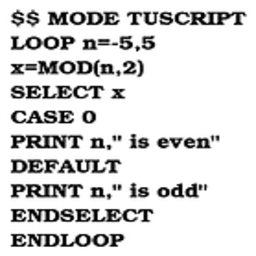 $$ MODE TUSCRIPT
LOOP n=-5,5
x=MOD(n,2)
SELECT x
CASE 0
PRINT n," is even"
DEFAULT
PRINT n," is odd"
ENDSELECT
ENDLOOP